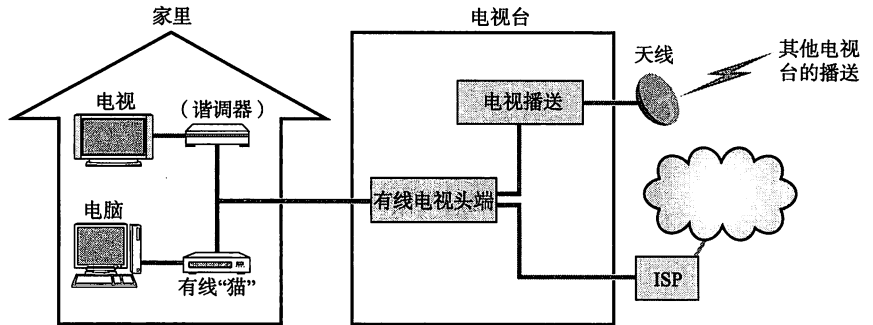 家里
电视台
天线
其他电视
台的播送
电视
（谐调器）
电视播送
有线电视头端
电脑
有线“猫”
ISP